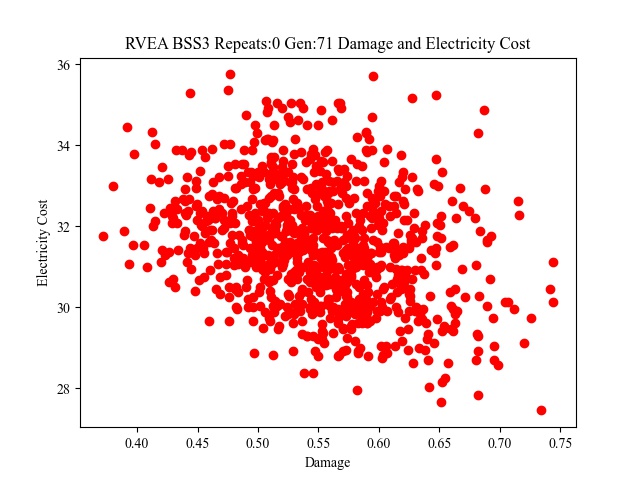 RVEA BSS3 Repeats:0 Gen:71 Damage and Electricity Cost
36
34
32
30
28
Electricity Cost
0.40 0.45 0.50 0.55 0.60 0.65 0.70 0.75
Damage